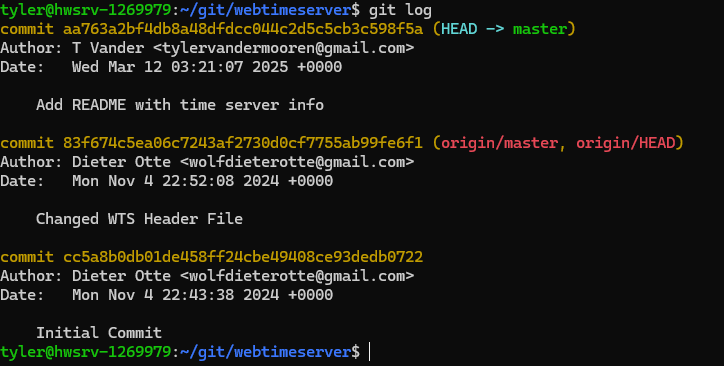 tyler@hwsrv-1269979:~/git/webtimeserver$ git log
commit aa763a2bf4db8a48dfdcc044c2d5c5cb3c598f5a (HEAD -> master)
Author: T Vander <tylervandermooren@gmail.com>
Date:   Wed Mar 12 03:21:07 2025 +0000
    Add README with time server info
commit 83f674c5ea06c7243af2730d0cf7755ab99fe6f1 (origin/master, origin/HEAD)
Author: Dieter Otte <wolfdieterotte@gmail.com>
Date:   Mon Nov 4 22:52:08 2024 +0000
    Changed WTS Header File
commit cc5a8b0db01de458ff24cbe49408ce93dedb0722
Author: Dieter Otte <wolfdieterotte@gmail.com>
Date:   Mon Nov 4 22:43:38 2024 +0000
    Initial Commit
tyler@hwsrv-1269979:~/git/webtimeserver$